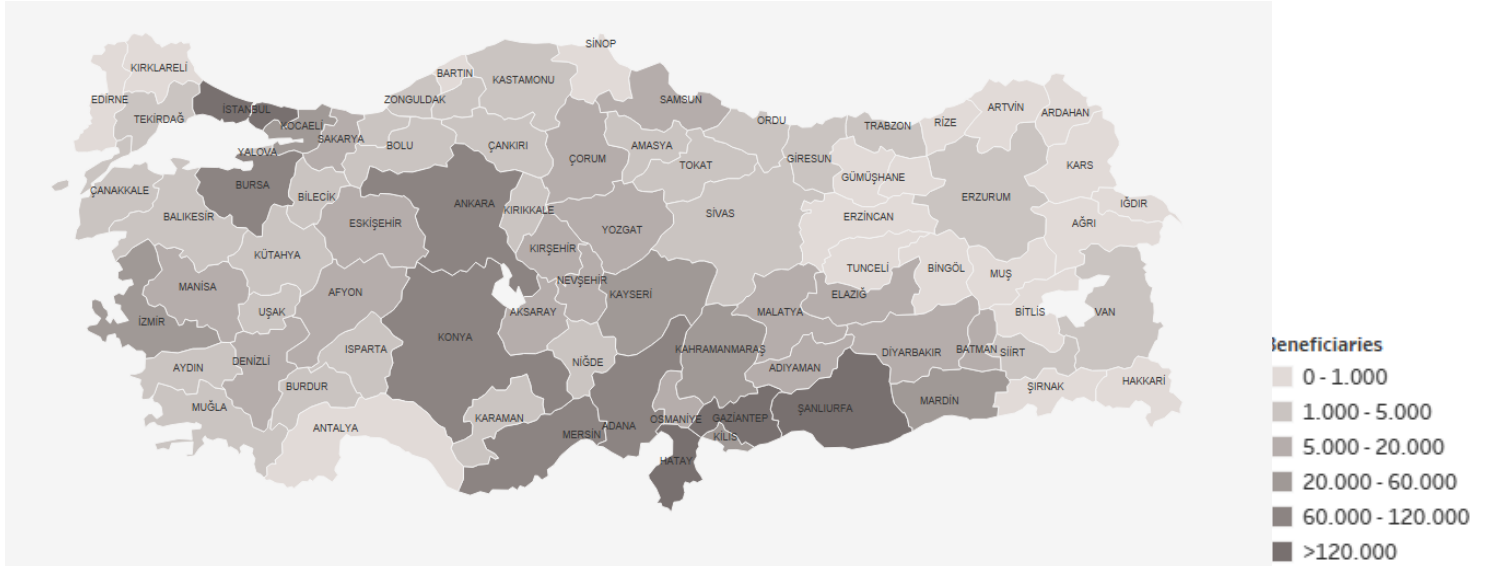 SİNOP
KIRKLARELİ
BARTIN
KASTAMONU
EDİRNE
ZONGULDAK
SAMSUN
İSTANBUL
TEKİRDAĞ
KOCAELİ
ORDU
TRABZON
RİZE
ARTVİN
ARDAHAN
SAKARYA
BOLU
ÇANKIRI
AMASYA
YALOVA
ÇORUM
TOKAT
GİRESUN
KARS
GÜMÜŞHANE
BURSA
ÇANAKKALE
BİLECİK
ANKARA
KIRIKKALE
ERZURUM
IĞDIR
BALIKESİR
ESKİŞEHİR
YOZGAT
SİVAS
ERZİNCAN
AĞRI
KÜTAHYA
KIRŞEHİR
TUNCELİ
BİNGÖL
MUŞ
MANİSA
AFYON
NEVŞEHİR
KAYSERİ
ELAZIĞ
UŞAK
AKSARAY
MALATYA
BİTLİS
VAN
İZMİR
KONYA
ISPARTA
KAHRAMANMARAŞ
DİYARBAKIR
BATMAN
SİİRT
DENİZLİ
NİĞDE
AYDIN
ADIYAMAN
BURDUR
ŞIRNAK
HAKKARİ
MUĞLA
KARAMAN
MARDİN
ANTALYA
MERSİN
ADANA
OSMANİYE
GAZİANTEP
ŞANLIURFA
KİLİS
HATAY
Beneficiaries
0 - 1.000
1.000 - 5.000
5.000 - 20.000
20.000 - 60.000
60.000 - 120.000
>120.000